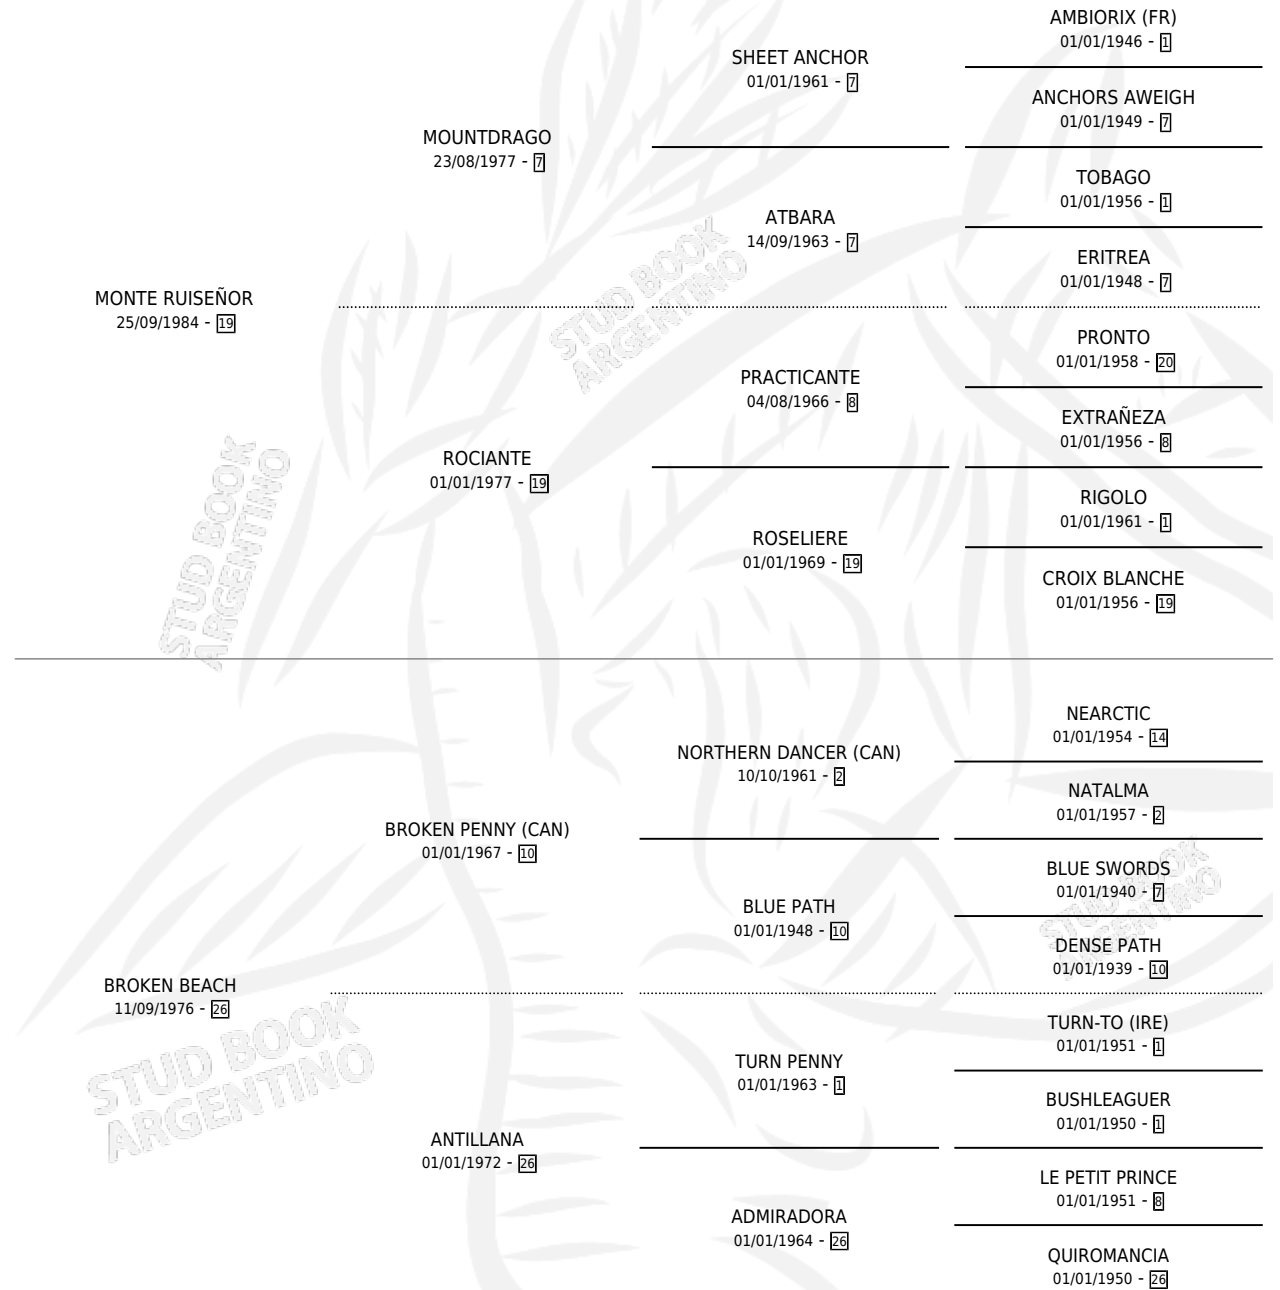 AMBIORIX (FR)
01/01/1946 - 1
SHEET ANCHOR
01/01/1961 - 7
ANCHORS AWEIGH
01/01/1949 - 7
MOUNTDRAGO
23/08/1977 - 7
TOBAGO
01/01/1956 - 1
ATBARA
14/09/1963 - 7
ERITREA
01/01/1948 - 7
MONTE RUISEÑOR
25/09/1984 - 19
PRONTO
01/01/1958 - 20
PRACTICANTE
04/08/1966 - 8
EXTRAÑEZA
01/01/1956 - 8
ROCIANTE
01/01/1977 - 19
RIGOLO
01/01/1961 - 1
ROSELIERE
01/01/1969 - 19
CROIX BLANCHE
01/01/1956 - 19
NEARCTIC
01/01/1954 - 14
NORTHERN DANCER (CAN)
10/10/1961 - 2
NATALMA
01/01/1957 - 2
BROKEN PENNY (CAN)
01/01/1967 - 10
BLUE SWORDS
01/01/1940 - 7
BLUE PATH
01/01/1948 - 10
DENSE PATH
01/01/1939 - 10
BROKEN BEACH
11/09/1976 - 26
TURN-TO (IRE)
01/01/1951 - 1
TURN PENNY
01/01/1963 - 1
BUSHLEAGUER
01/01/1950 - 1
ANTILLANA
01/01/1972 - 26
LE PETIT PRINCE
01/01/1951 - 8
ADMIRADORA
01/01/1964 - 26
QUIROMANCIA
01/01/1950 - 26
STUD BOOK
ARGENTINO
STUD BOOK
ARGENTINO
STUD BOOK
ARGENTINO
STUD BOOK
ARGENTINO